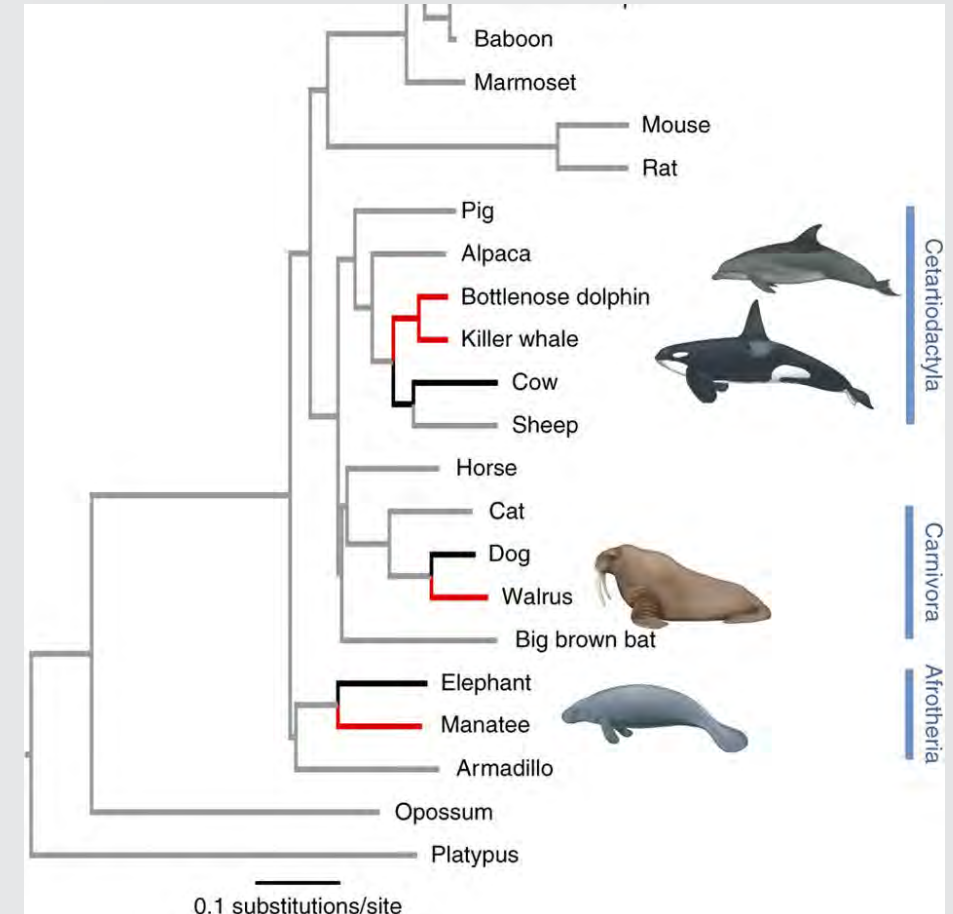 Baboon
Marmoset
Mouse
Rat
Pig
Alpaca
Bottlenose dolphin
Killer whale
Cow
Sheep
Cetartiodactyla
Horse
Cat
Dog
Walrus
Big brown bat
Carnivora
Elephant
Manatee
Afrotheria
Armadillo
Opossum
Platypus
0.1 substitutions/site